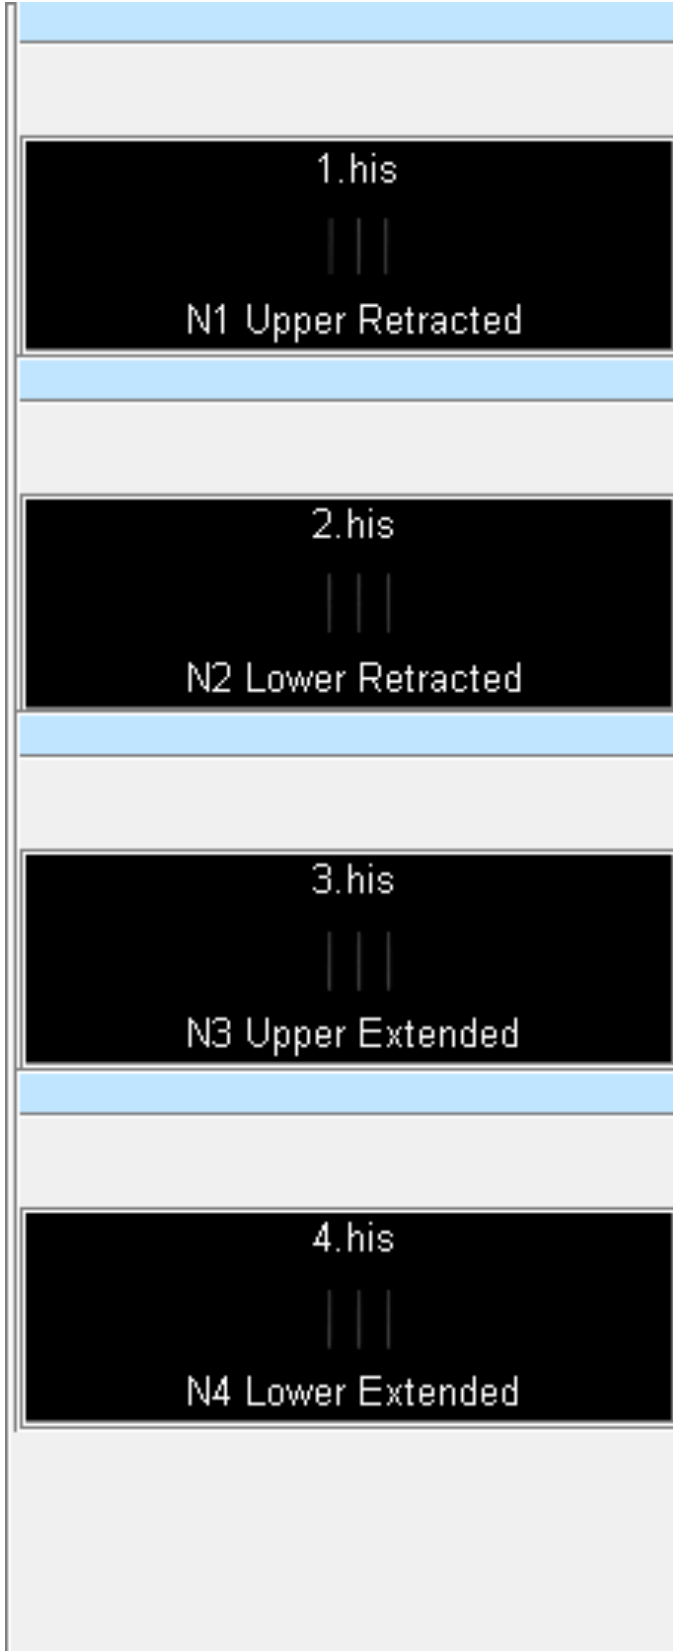 1.his
N1 Upper Retracted
2.his
N2 Lower Retracted
3.his
N3 Upper Extended
4.his
N4 Lower Extended